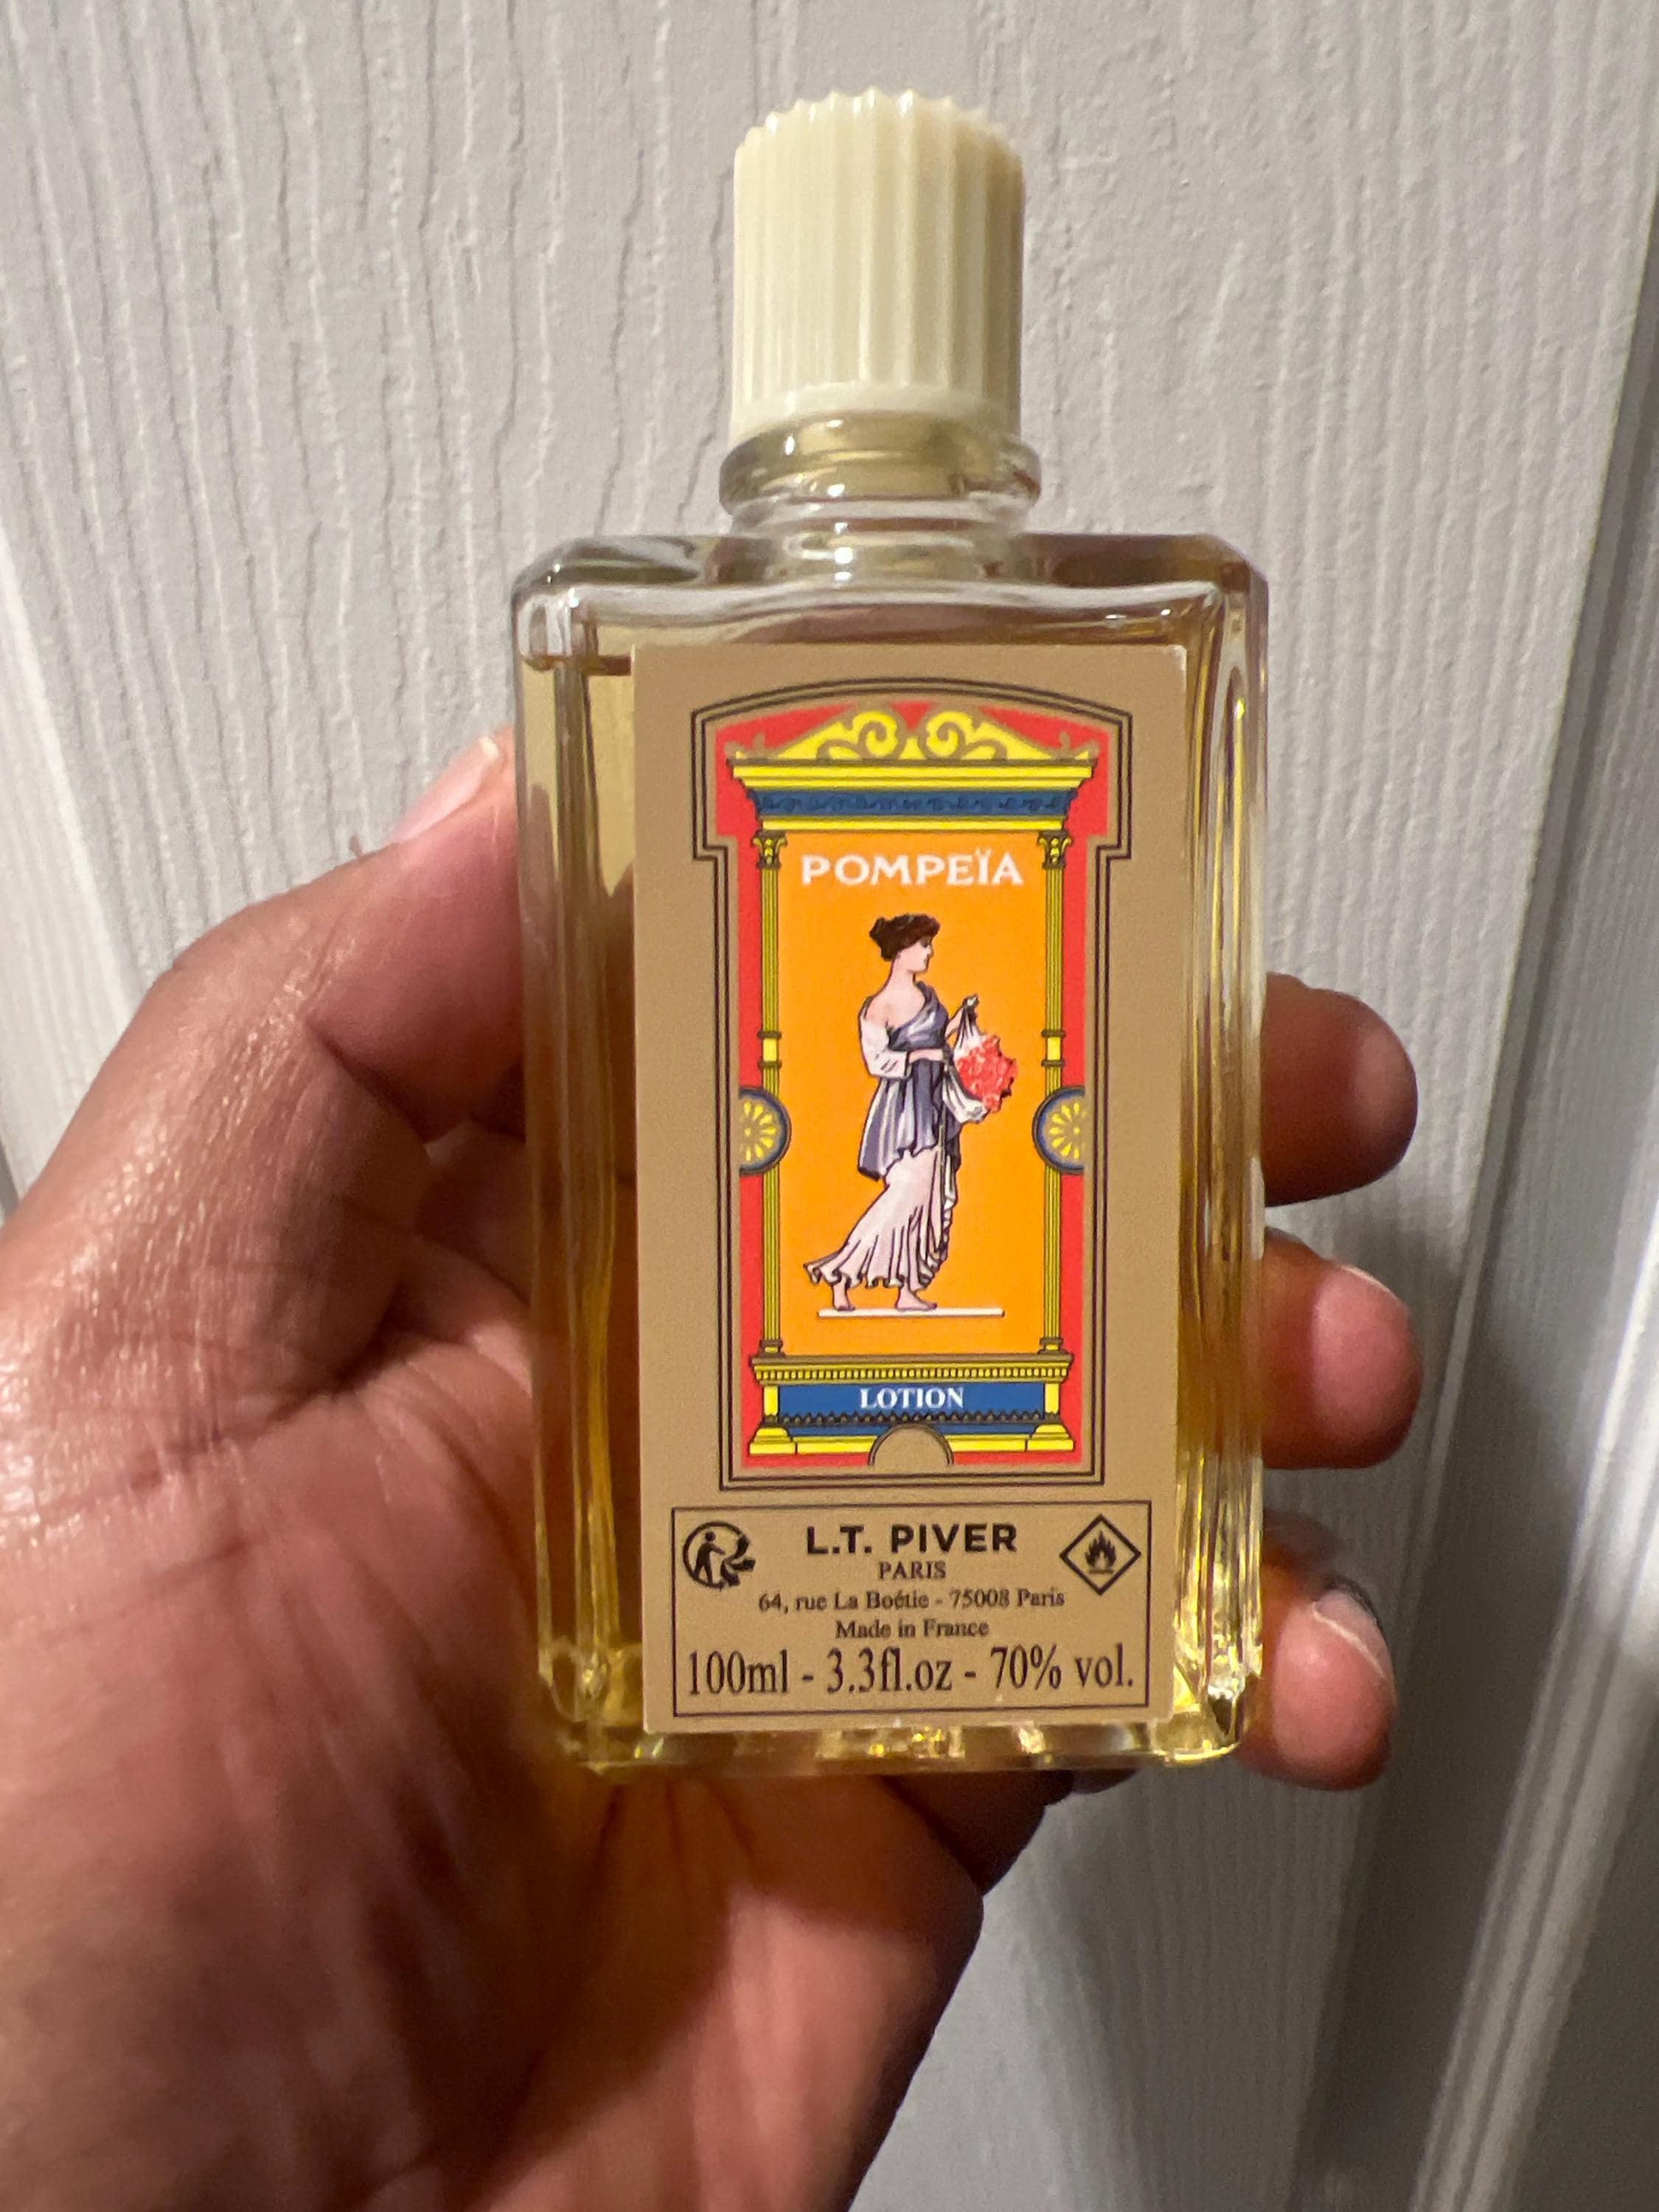 POMPEÏA
LOTION
L.T. PIVER
PARIS
64, rue La Boétie - 75008 Paris
Made in France
100ml - 3.3fl.oz - 70% vol.